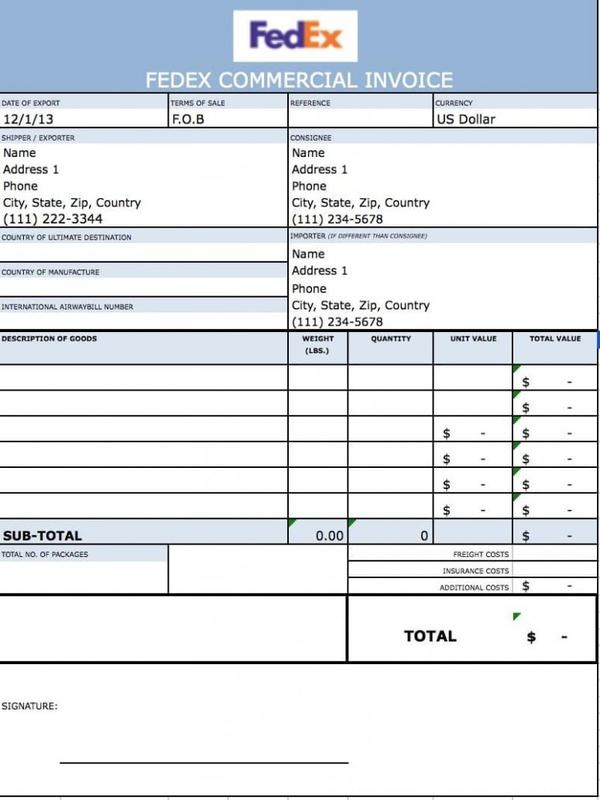 FedEx
FEDEX COMMERCIAL INVOICE
DATE OF EXPORT TERMS OF SALE REFERENCE CURRENCY
12/1/13 F.O.B US Dollar
SHIPPER / EXPORTER CONSIGNEE
Name Name
Address 1 Address 1
Phone Phone
City, State, Zip, Country City, State, Zip, Country
(111) 222-3344 (111) 234-5678
COUNTRY OF ULTIMATE DESTINATION IMPORTER (IF DIFFERENT THAN CONSIGNEE)
Name
COUNTRY OF MANUFACTURE Address 1
Phone
INTERNATIONAL AIRWAYBILL NUMBER City, State, Zip, Country
(111) 234-5678
DESCRIPTION OF GOODS WEIGHT QUANTITY UNIT VALUE TOTAL VALUE
(LBS.)
$ -
$ -
$ - $ -
$ - $ -
$ - $ -
$ - $ -
SUB-TOTAL 0.00 0 $ -
TOTAL NO. OF PACKAGES FREIGHT COSTS
INSURANCE COSTS
ADDITIONAL COSTS $ -
TOTAL $ -
SIGNATURE: